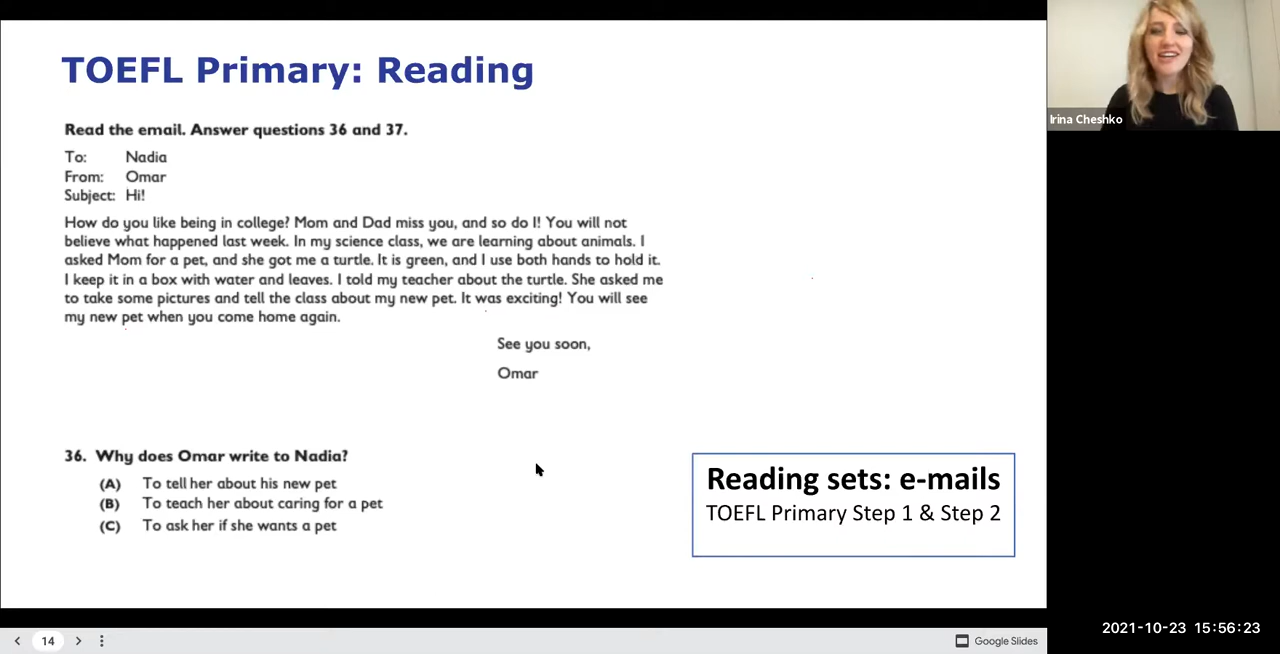 TOEFL Primary: Reading
Read the email. Answer questions 36 and 37.
To: Nadia
From: Omar
Subject: Hi!
How do you like being in college? Mom and Dad miss you, and so do I! You will not
believe what happened last week. In my science class, we are learning about animals. I
asked Mom for a pet, and she got me a turtle. It is green, and I use both hands to hold it.
I keep it in a box with water and leaves. I told my teacher about the turtle. She asked me
to take some pictures and tell the class about my new pet. It was exciting! You will see
my new pet when you come home again.
See you soon,
Omar
36. Why does Omar write to Nadia?
(A) To tell her about his new pet
(B) To teach her about caring for a pet
(C) To ask her if she wants a pet
Reading sets: e-mails
TOEFL Primary Step 1 & Step 2
Irina Cheshko
14
Google Slides
2021-10-23 15:56:23